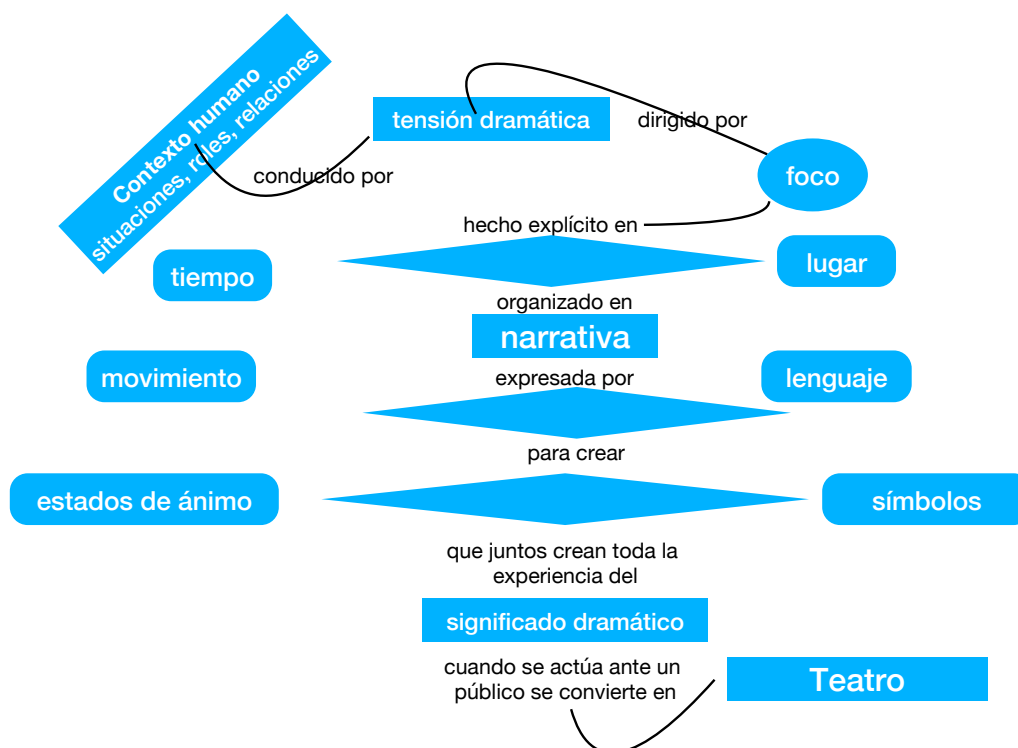 Contexto humano
situaciones, roles, relaciones
conducido por
tensión dramática
dirigido por
foco
hecho explícito en
tiempo
lugar
organizado en
narrativa
movimiento
expresada por
lenguaje
para crear
estados de ánimo
símbolos
que juntos crean toda la
experiencia del
significado dramático
cuando se actúa ante un
público se convierte en
Teatro